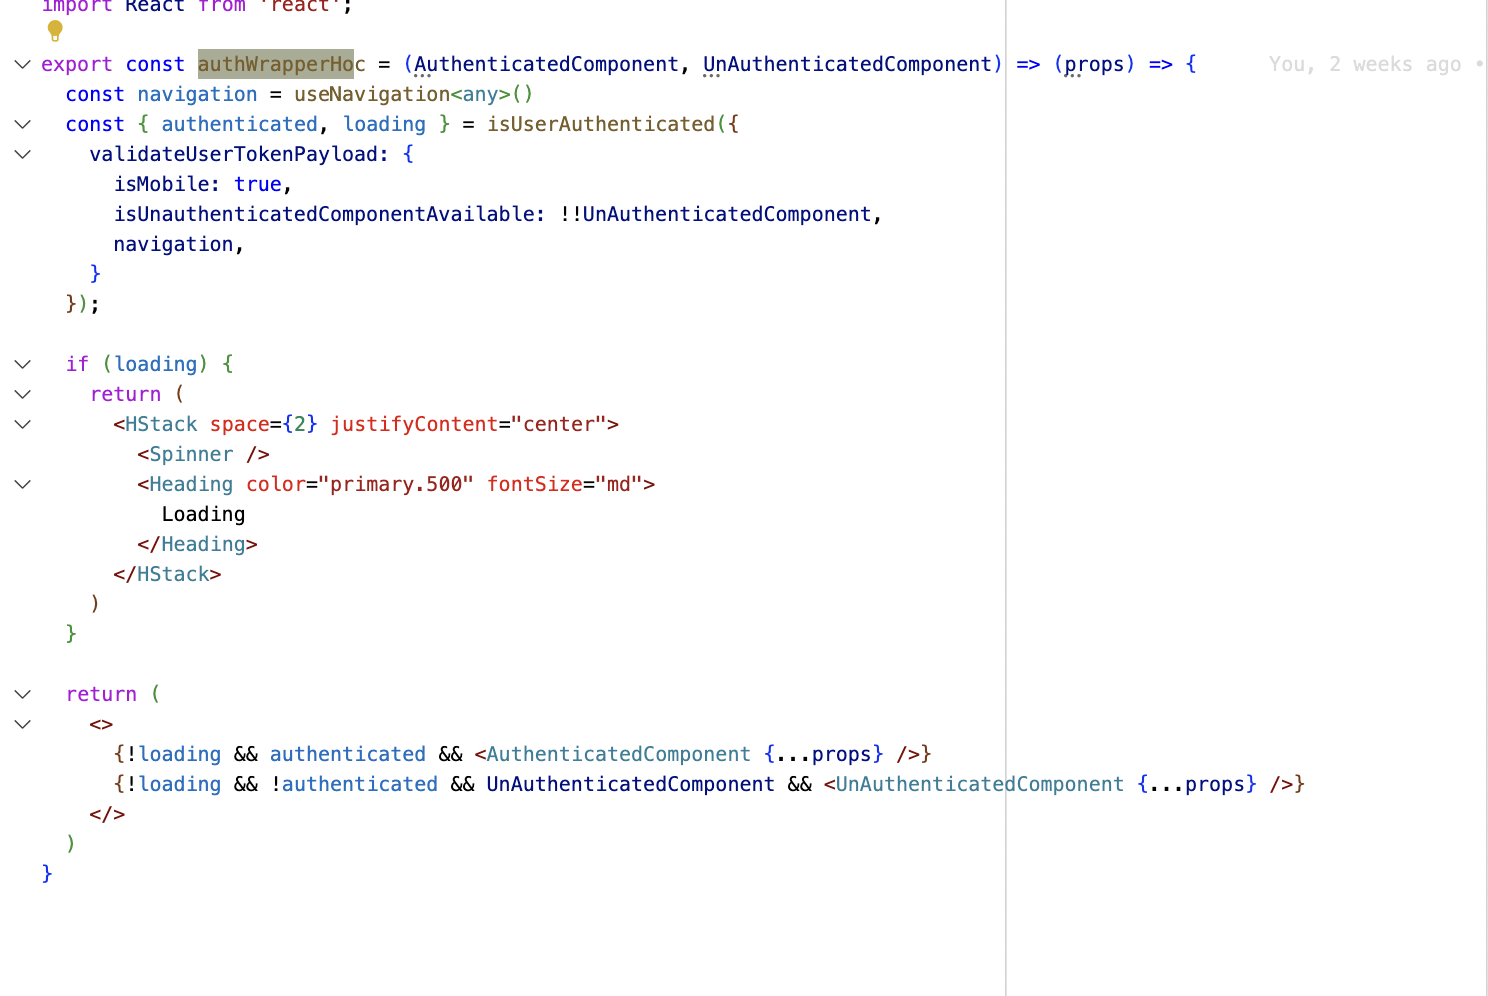 import React from 'react';
export const authWrapperHoc = (AuthenticatedComponent, UnAuthenticatedComponent) => (props) => { You, 2 weeks ago •
const navigation = useNavigation<any>()
const { authenticated, loading } = isUserAuthenticated({
validateUserTokenPayload: {
isMobile: true,
isUnauthenticatedComponentAvailable: !!UnAuthenticatedComponent,
navigation,
}
});
if (loading) {
return (
<HStack space={2} justifyContent="center">
<Spinner />
<Heading color="primary.500" fontSize="md">
Loading
</Heading>
</HStack>
)
}
return (
<>
{!loading && authenticated && <AuthenticatedComponent {...props} />}
{!loading && !authenticated && UnAuthenticatedComponent && <UnAuthenticatedComponent {...props} />}
</>
)
}